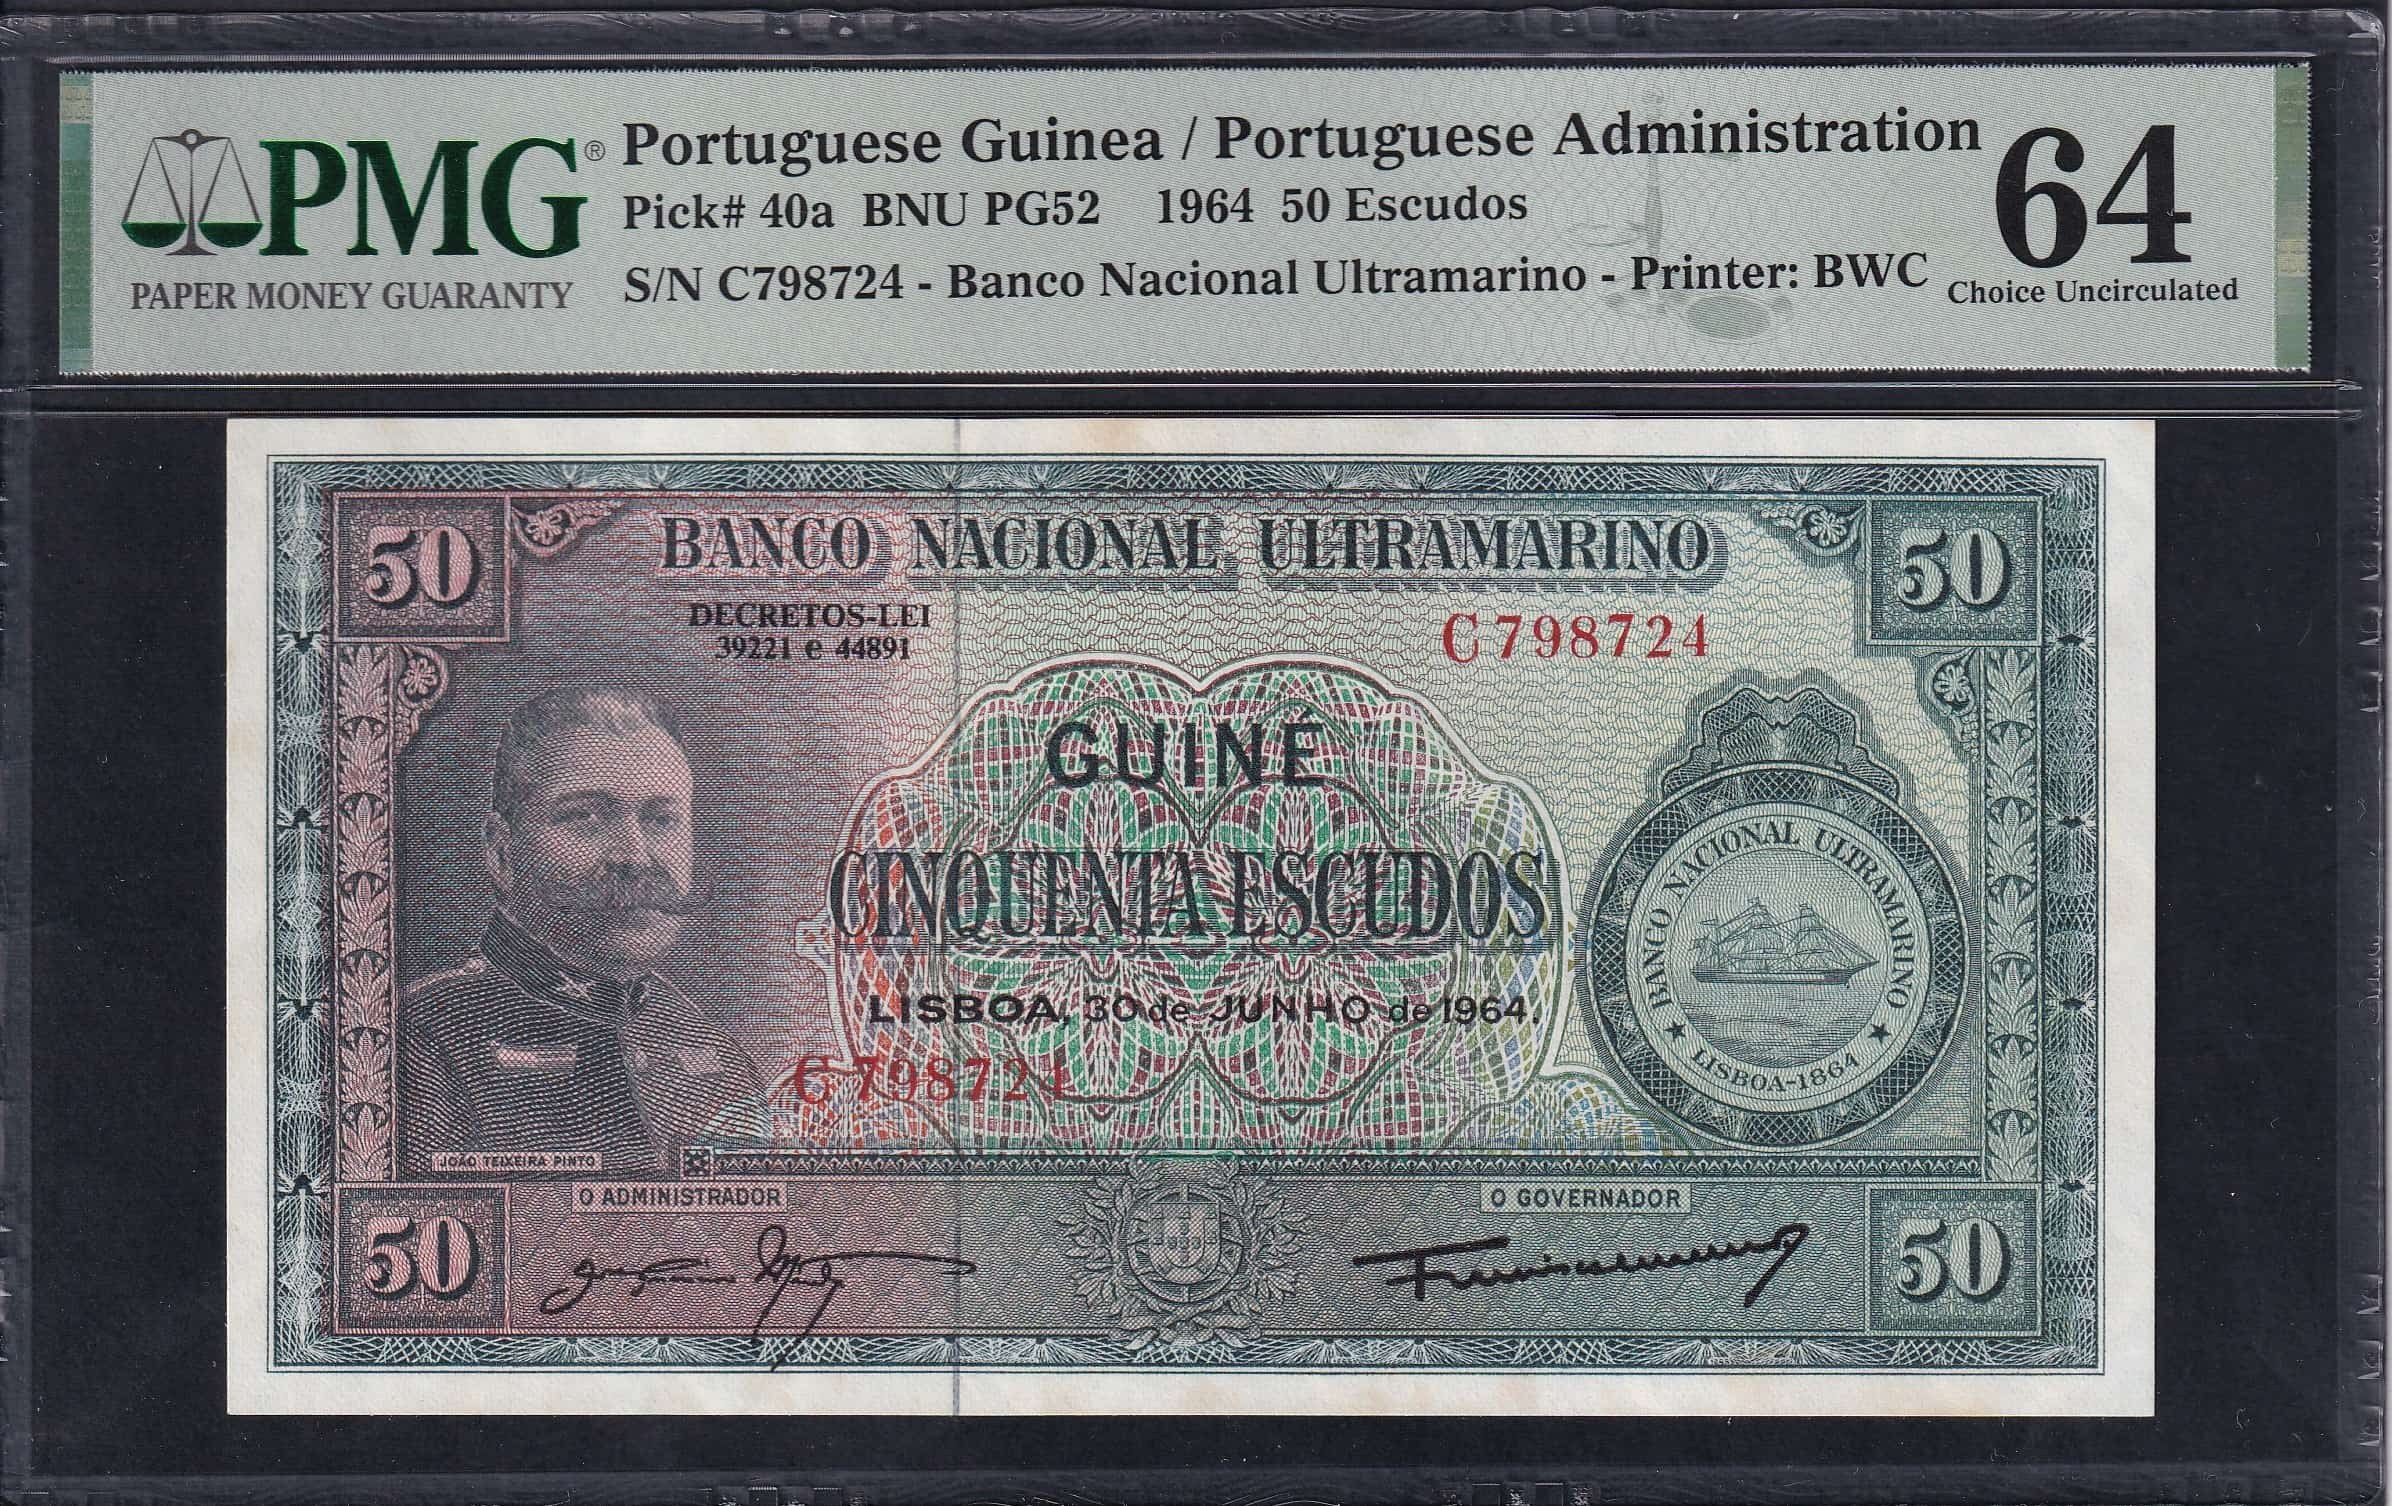 PMG®
PAPER MONEY GUARANTY
Portuguese Guinea / Portuguese Administration
Pick# 40a BNU PG52 1964 50 Escudos
S/N C798724 - Banco Nacional Ultramarino - Printer: BWC
64
Choice Uncirculated
50
BANCO NACIONAL ULTRAMARINO
50
DECRETOS-LEI
39221 e 44891
C798724
GUINÉ
CINQUENTA ESCUDOS
BANCO NACIONAL ULTRAMARINO
★ LISBOA-1864 ★
LISBOA, 30 de JUNHO de 1964.
C798724
JOÃO TEIXEIRA PINTO
O ADMINISTRADOR
O GOVERNADOR
50
50